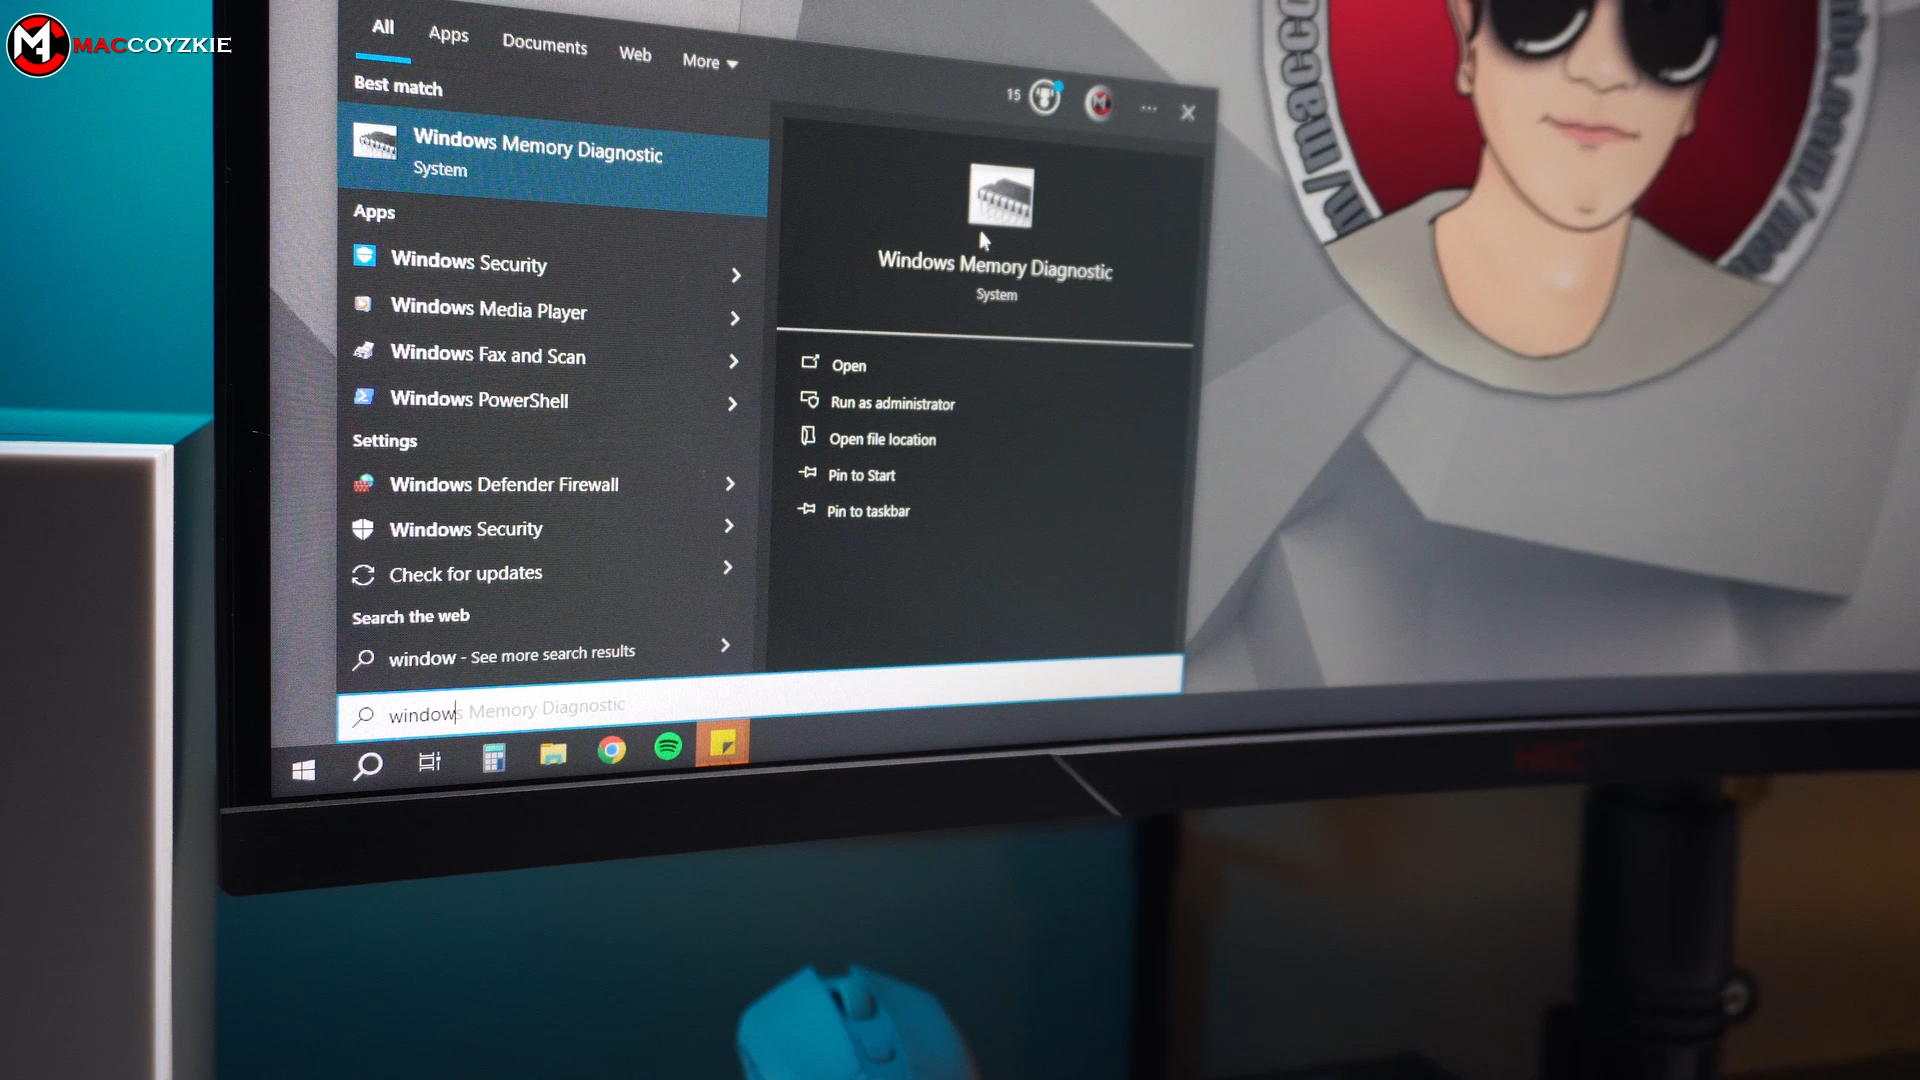 MACCOYZKIE
All
Apps
Documents
Web
More
Best match
15
Windows Memory Diagnostic
System
Apps
Windows Security
Windows Media Player
Windows Fax and Scan
Windows PowerShell
Settings
Windows Defender Firewall
Windows Security
Check for updates
Search the web
window - See more search results
windows Memory Diagnostic
Windows Memory Diagnostic
System
Open
Run as administrator
Open file location
Pin to Start
Pin to taskbar